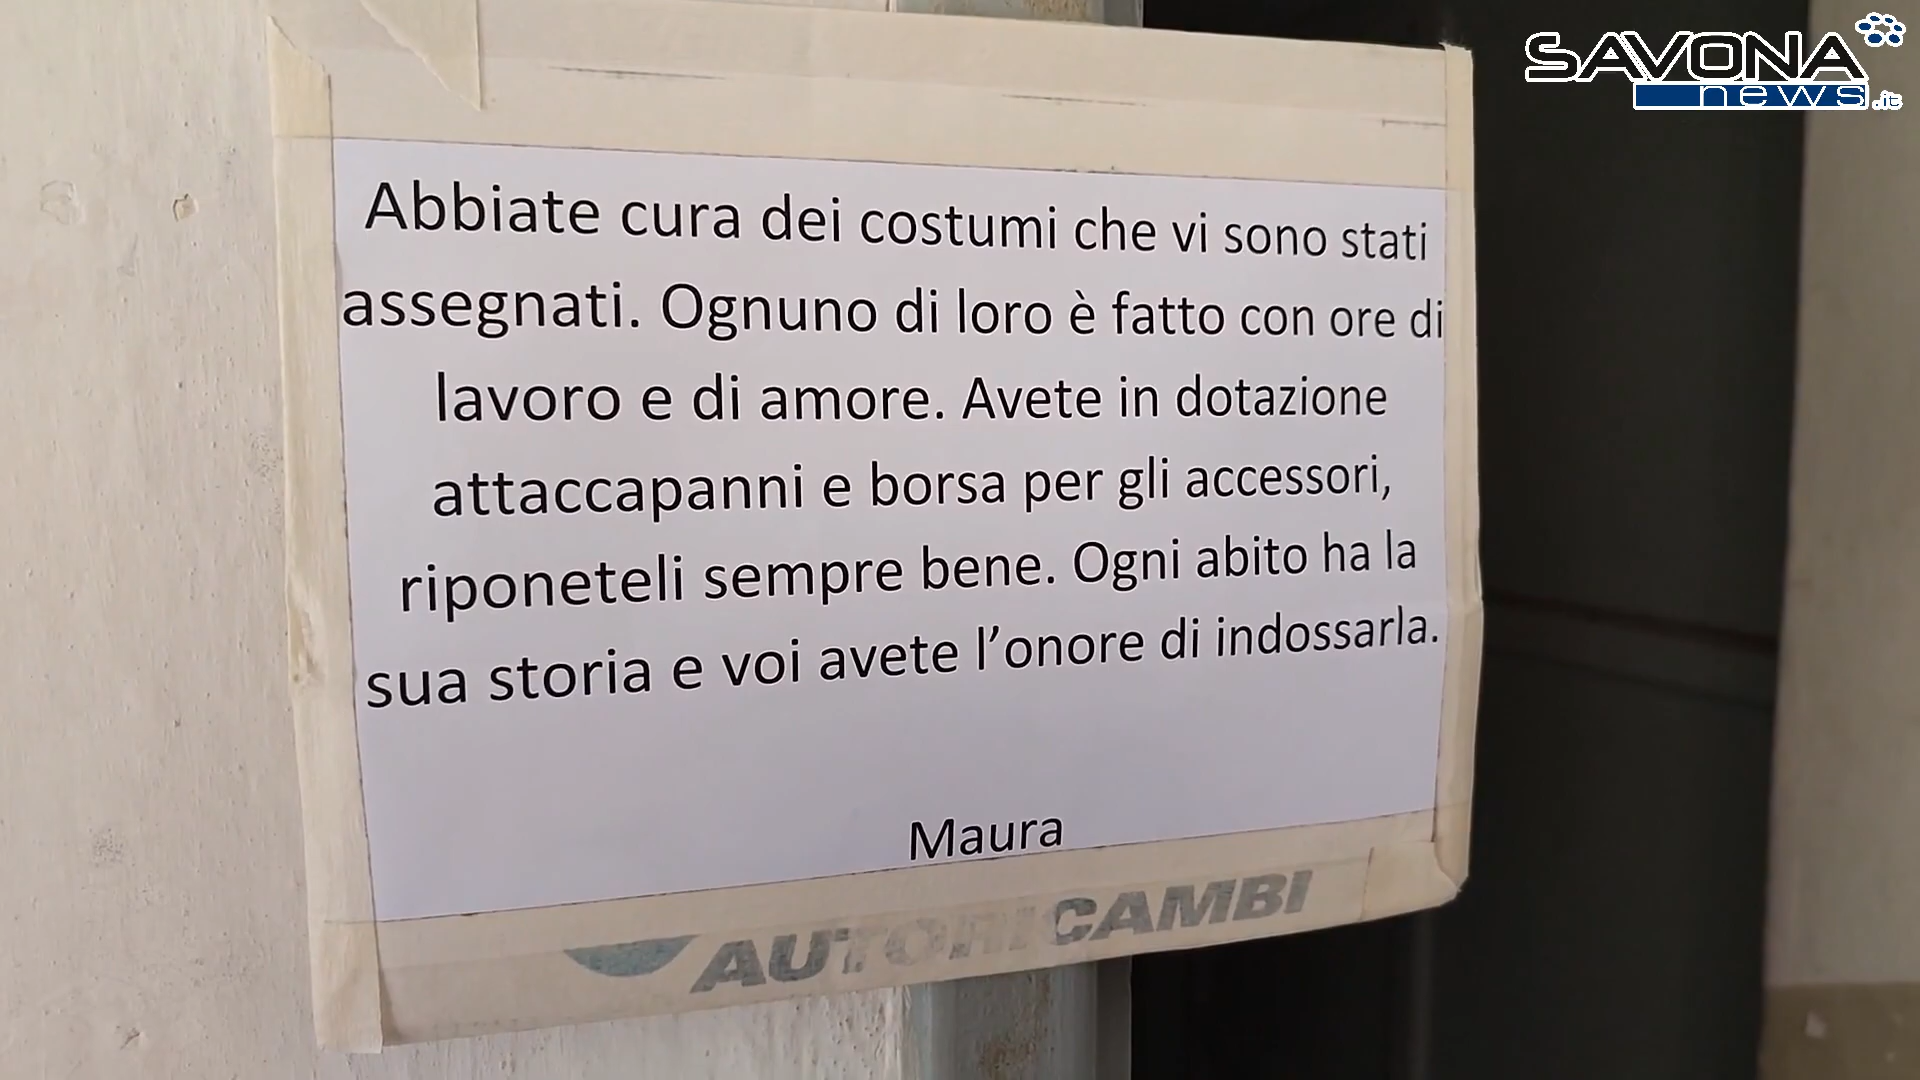 SAVONA
news.it
Abbiate cura dei costumi che vi sono stati
assegnati. Ognuno di loro è fatto con ore di
lavoro e di amore. Avete in dotazione
attaccapanni e borsa per gli accessori,
riponeteli sempre bene. Ogni abito ha la
sua storia e voi avete l’onore di indossarla.
Maura
AUTORICAMBI